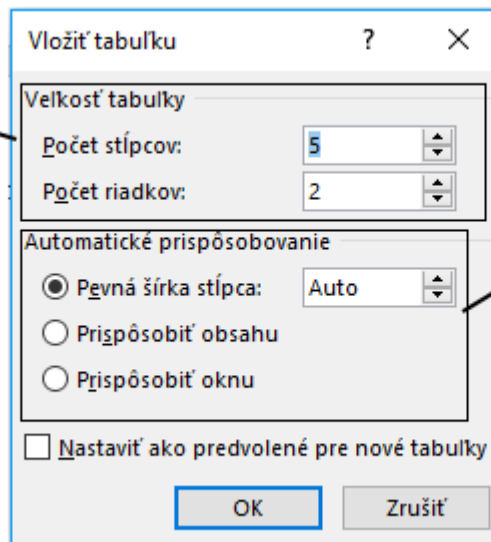 Vložiť tabuľku ?
Veľkosť tabuľky
Počet stĺpcov: 5
Počet riadkov: 2
Automatické prispôsobovanie
Pevná šírka stĺpca: Auto
Prispôsobiť obsahu
Prispôsobiť oknu
Nastaviť ako predvolené pre nové tabuľky
OK Zrušiť